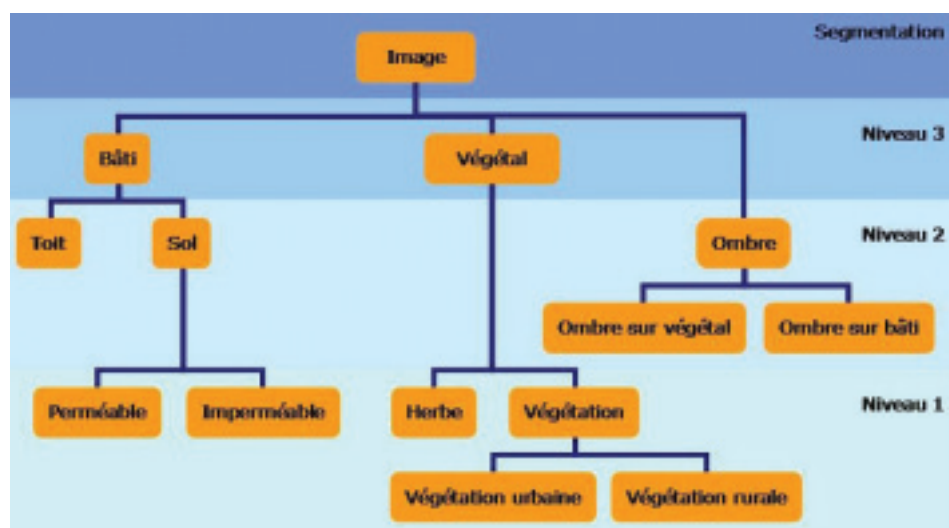 Segmentation
Image
Niveau 3
Bâti
Végétal
Niveau 2
Toit
Sol
Ombre
Ombre sur végétal
Ombre sur bâti
Niveau 1
Perméable
Imperméable
Herbe
Végétation
Végétation urbaine
Végétation rurale